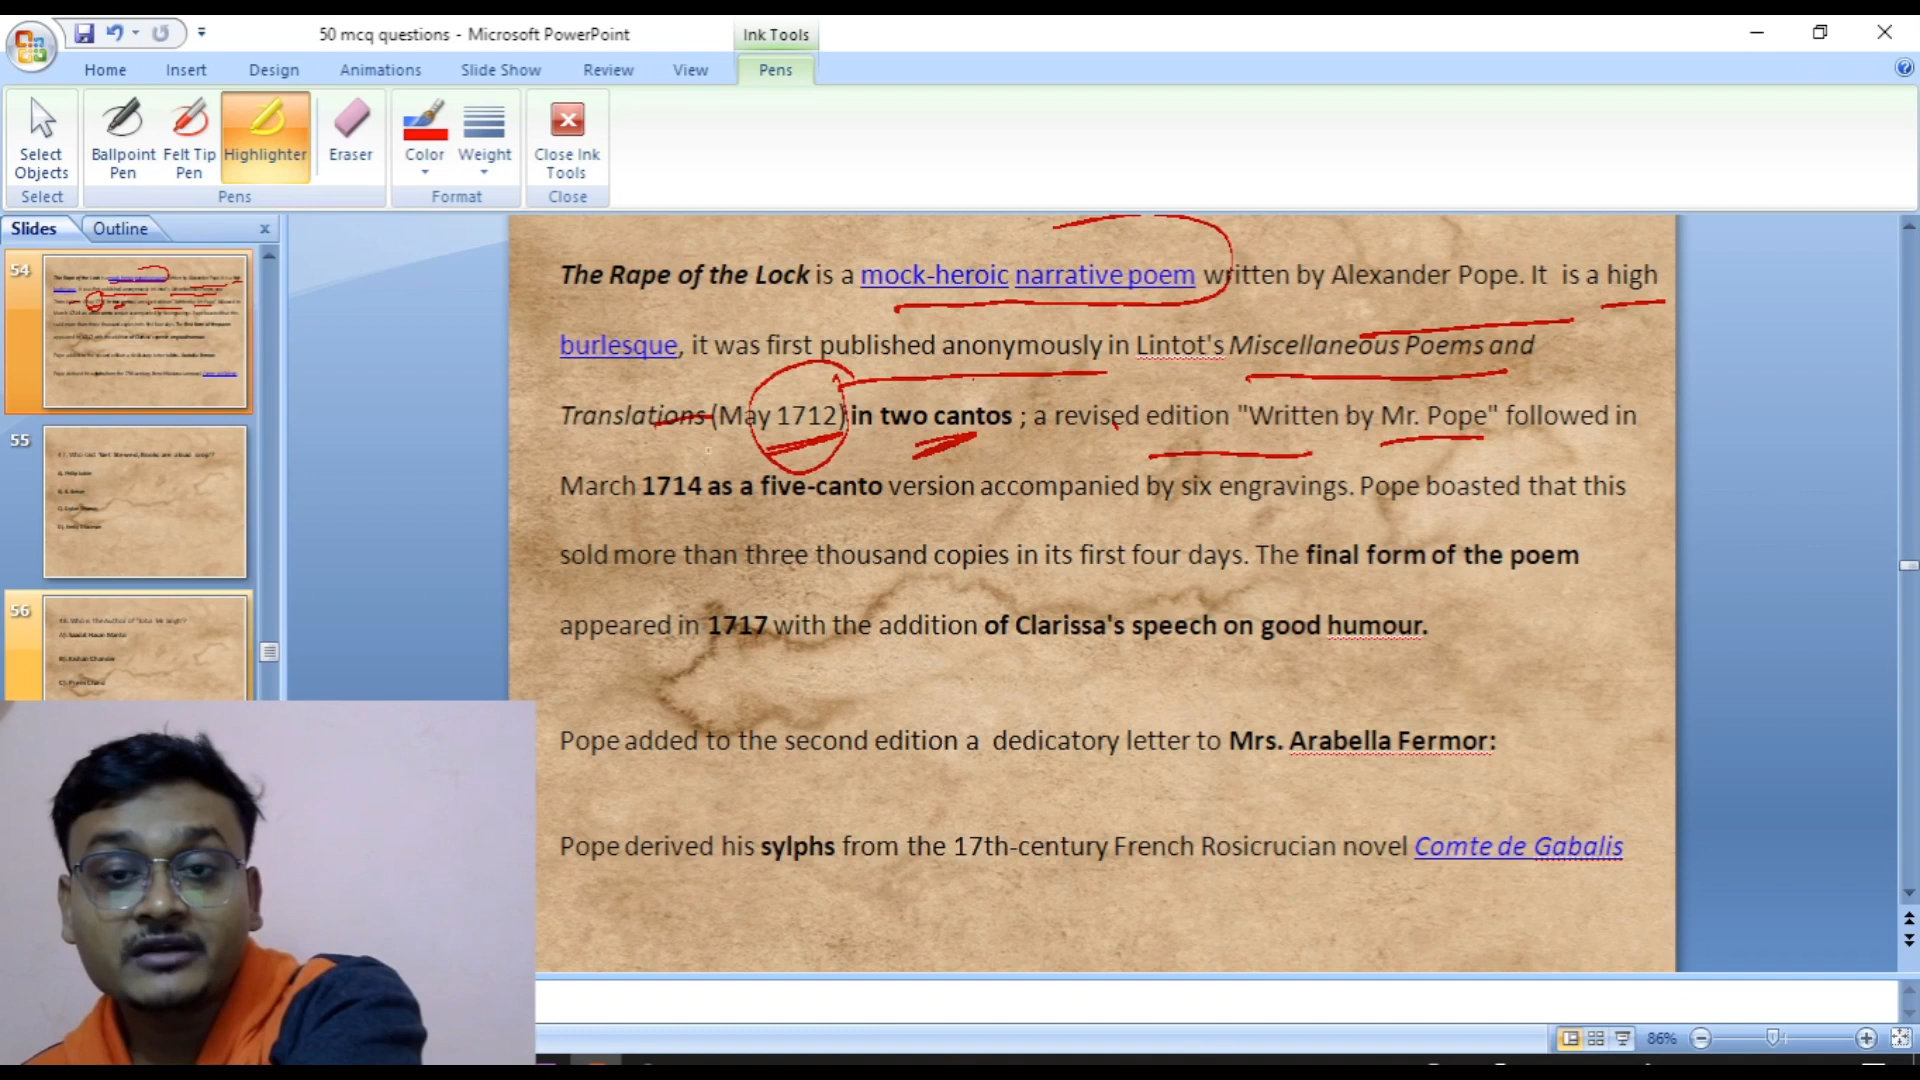 50 mcq questions - Microsoft PowerPoint
Ink Tools
Home Insert Design Animations Slide Show Review View Pens
Select Objects
Ballpoint Pen
Felt Tip Pen
Highlighter
Eraser
Color
Weight
Close Ink Tools
Select Pens Format Close
Slides Outline
54
55
56
The Rape of the Lock is a mock-heroic narrative poem written by Alexander Pope. It is a high
burlesque, it was first published anonymously in Lintot's Miscellaneous Poems and
Translations (May 1712) in two cantos ; a revised edition "Written by Mr. Pope" followed in
March 1714 as a five-canto version accompanied by six engravings. Pope boasted that this
sold more than three thousand copies in its first four days. The final form of the poem
appeared in 1717 with the addition of Clarissa's speech on good humour.
Pope added to the second edition a dedicatory letter to Mrs. Arabella Fermor:
Pope derived his sylphs from the 17th-century French Rosicrucian novel Comte de Gabalis
86%